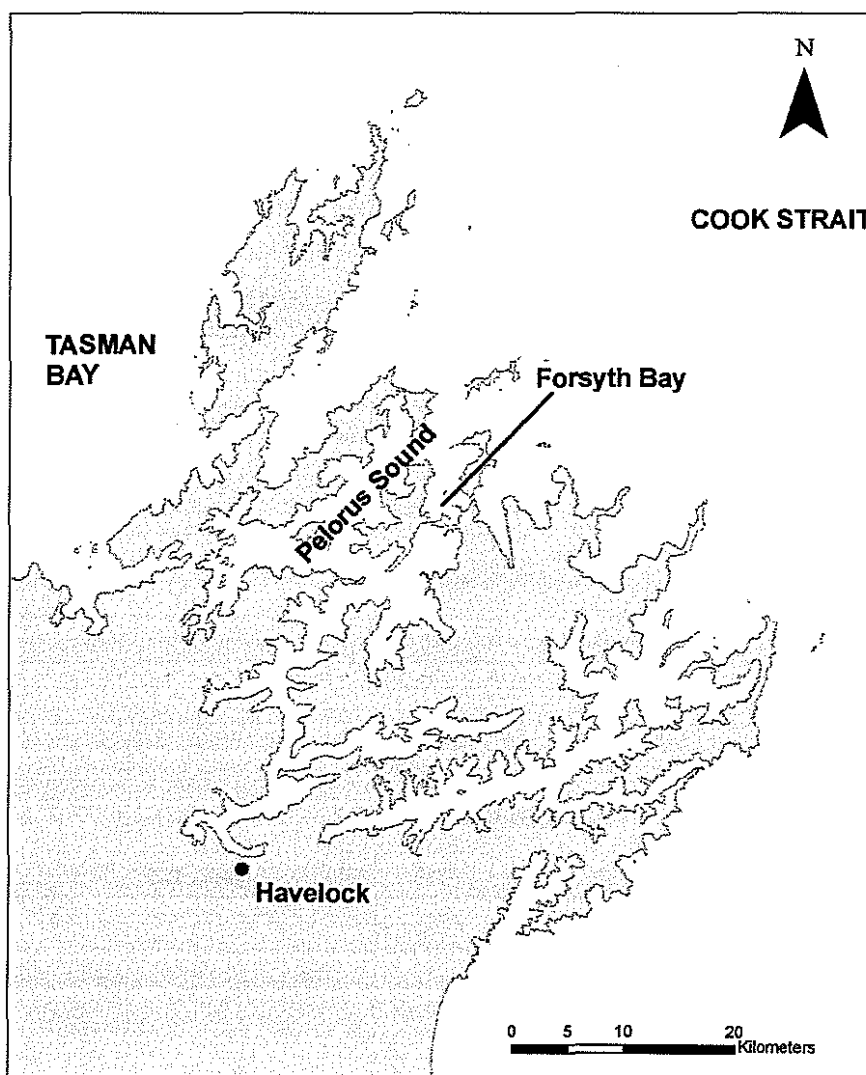 N
COOK STRAIT
TASMAN
BAY
Forsyth Bay
Pelorus Sound
Havelock
0 5 10 20
Kilometers